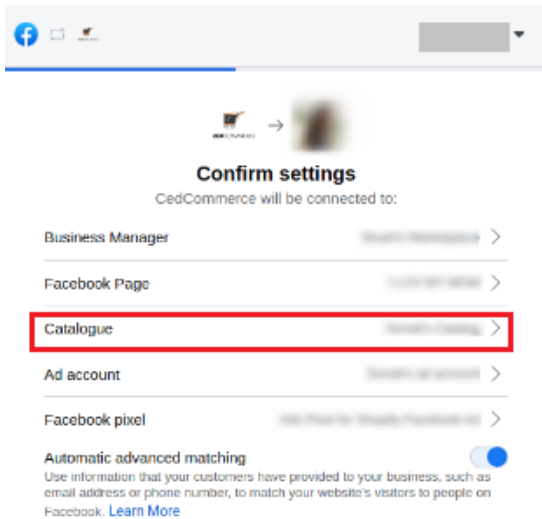 Confirm settings
CedCommerce will be connected to:
Business Manager
Facebook Page
Catalogue
Ad account
Facebook pixel
Automatic advanced matching
Use information that your customers have provided to your business, such as
email address or phone number, to match your website's visitors to people on
Facebook. Learn More